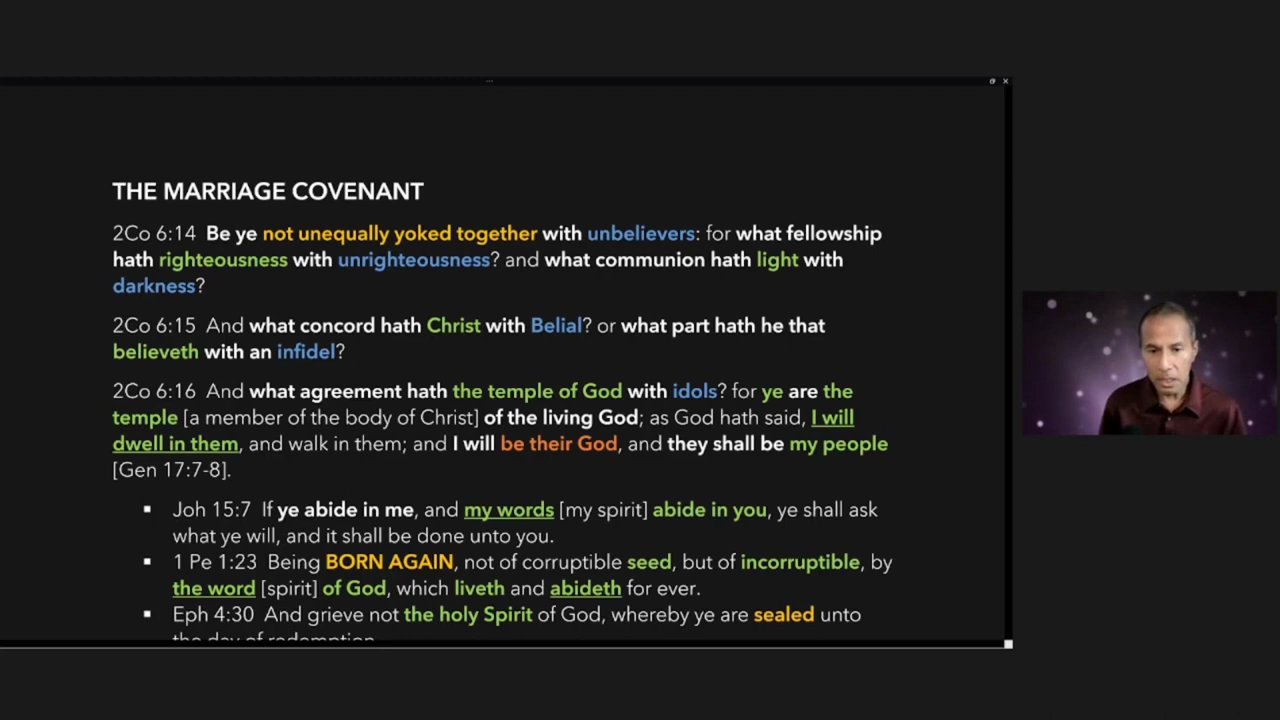 THE MARRIAGE COVENANT
2Co 6:14 Be ye not unequally yoked together with unbelievers: for what fellowship
hath righteousness with unrighteousness? and what communion hath light with
darkness?
2Co 6:15 And what concord hath Christ with Belial? or what part hath he that
believeth with an infidel?
2Co 6:16 And what agreement hath the temple of God with idols? for ye are the
temple [a member of the body of Christ] of the living God; as God hath said, I will
dwell in them, and walk in them; and I will be their God, and they shall be my people
[Gen 17:7-8].
▪ Joh 15:7 If ye abide in me, and my words [my spirit] abide in you, ye shall ask
what ye will, and it shall be done unto you.
▪ 1 Pe 1:23 Being BORN AGAIN, not of corruptible seed, but of incorruptible, by
the word [spirit] of God, which liveth and abideth for ever.
▪ Eph 4:30 And grieve not the holy Spirit of God, whereby ye are sealed unto
the day of redemption